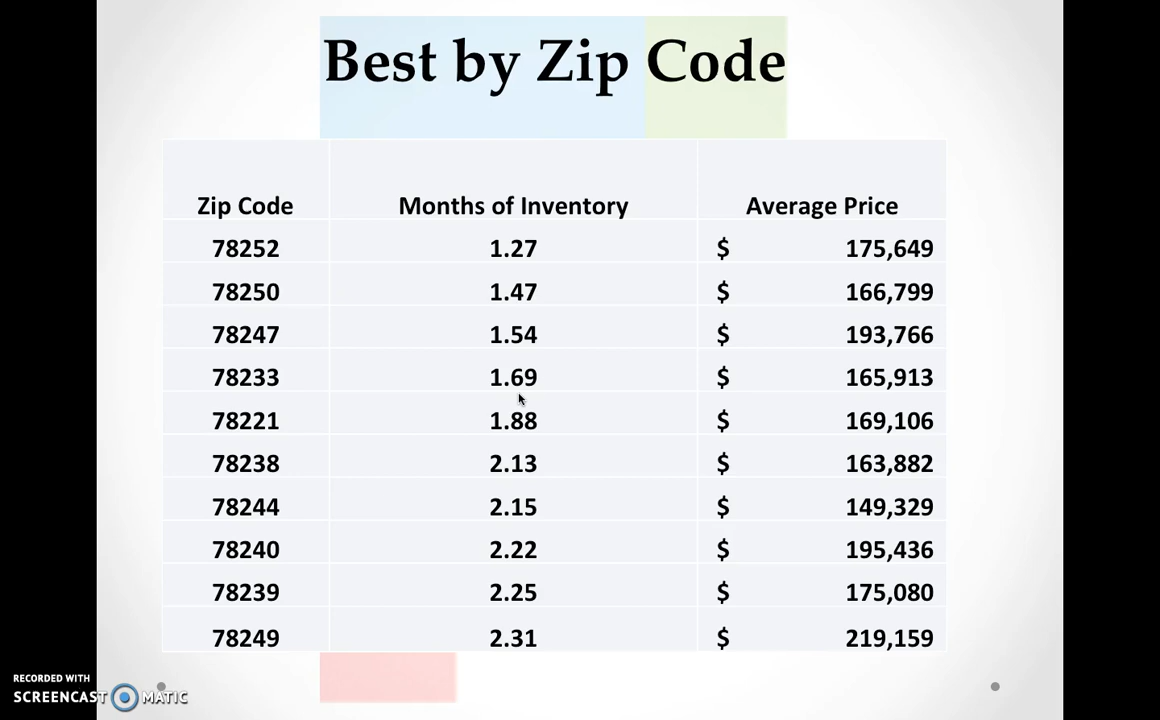 Best by Zip Code
Zip Code Months of Inventory Average Price
78252 1.27 $ 175,649
78250 1.47 $ 166,799
78247 1.54 $ 193,766
78233 1.69 $ 165,913
78221 1.88 $ 169,106
78238 2.13 $ 163,882
78244 2.15 $ 149,329
78240 2.22 $ 195,436
78239 2.25 $ 175,080
78249 2.31 $ 219,159
RECORDED WITH
SCREENCAST MATIC